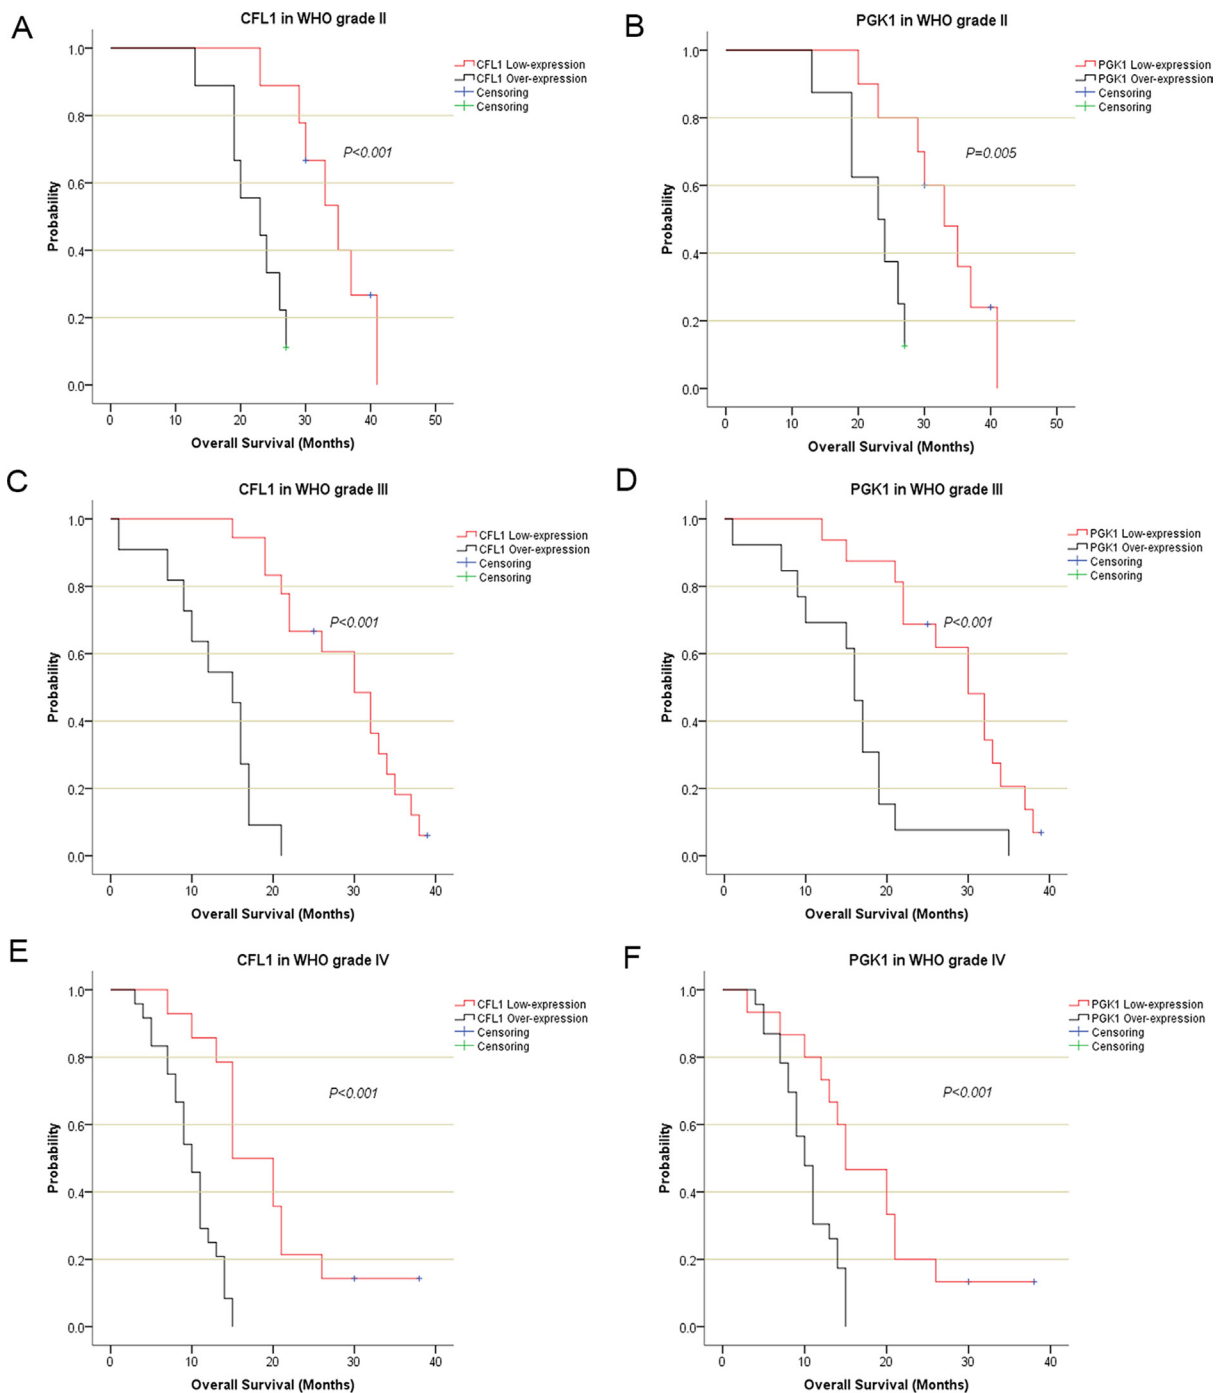 A
CFL1 in WHO grade II
1.0
0.8
0.6
0.4
0.2
0.0
Probability
CFL1 Low-expression
CFL1 Over-expression
Censoring
Censoring
P<0.001
0 10 20 30 40 50
Overall Survival (Months)
B
PGK1 in WHO grade II
1.0
0.8
0.6
0.4
0.2
0.0
Probability
PGK1 Low-expression
PGK1 Over-expression
Censoring
Censoring
P=0.005
0 10 20 30 40 50
Overall Survival (Months)
C
CFL1 in WHO grade III
1.0
0.8
0.6
0.4
0.2
0.0
Probability
CFL1 Low-expression
CFL1 Over-expression
Censoring
Censoring
P<0.001
0 10 20 30 40
Overall Survival (Months)
D
PGK1 in WHO grade III
1.0
0.8
0.6
0.4
0.2
0.0
Probability
PGK1 Low-expression
PGK1 Over-expression
Censoring
Censoring
P<0.001
0 10 20 30 40
Overall Survival (Months)
E
CFL1 in WHO grade IV
1.0
0.8
0.6
0.4
0.2
0.0
Probability
CFL1 Low-expression
CFL1 Over-expression
Censoring
Censoring
P<0.001
0 10 20 30 40
Overall Survival (Months)
F
PGK1 in WHO grade IV
1.0
0.8
0.6
0.4
0.2
0.0
Probability
PGK1 Low-expression
PGK1 Over-expression
Censoring
Censoring
P<0.001
0 10 20 30 40
Overall Survival (Months)